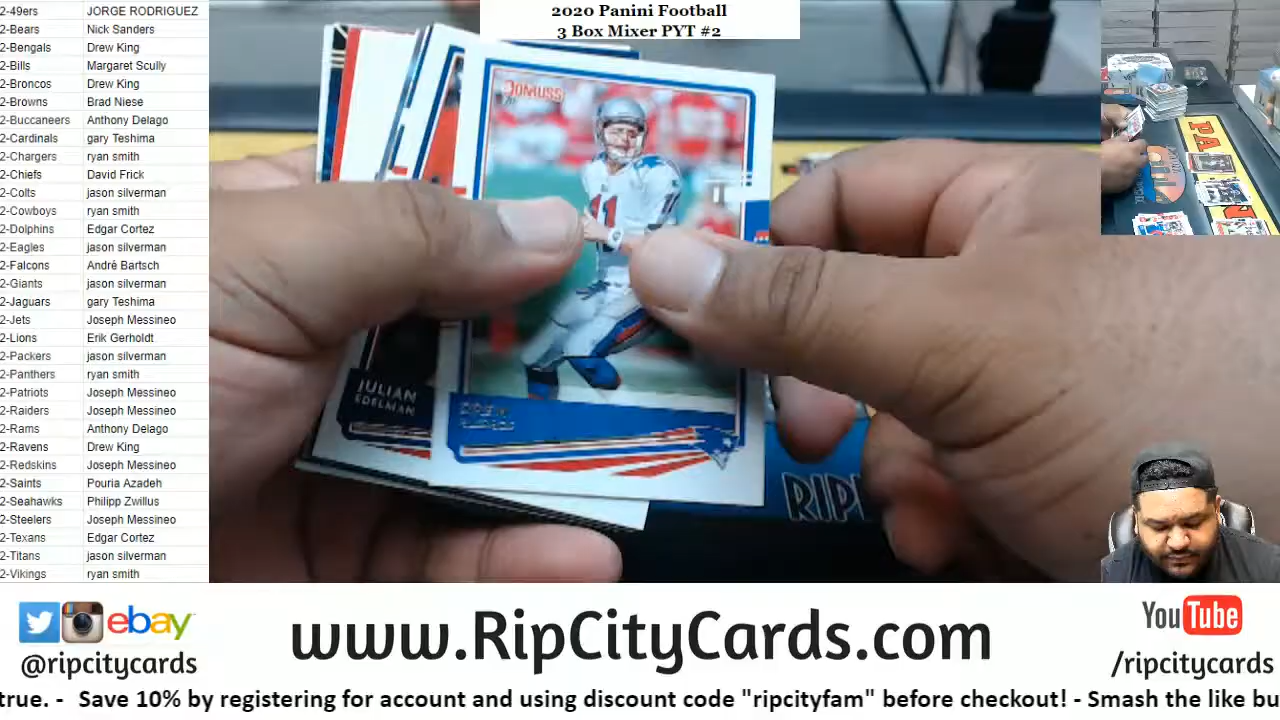 2020 Panini Football
3 Box Mixer PYT #2
2-49ers JORGE RODRIGUEZ
2-Bears Nick Sanders
2-Bengals Drew King
2-Bills Margaret Scully
2-Broncos Drew King
2-Browns Brad Niese
2-Buccaneers Anthony Delago
2-Cardinals gary Teshima
2-Chargers ryan smith
2-Chiefs David Frick
2-Colts jason silverman
2-Cowboys ryan smith
2-Dolphins Edgar Cortez
2-Eagles jason silverman
2-Falcons André Bartsch
2-Giants jason silverman
2-Jaguars gary Teshima
2-Jets Joseph Messineo
2-Lions Erik Gerholdt
2-Packers jason silverman
2-Panthers ryan smith
2-Patriots Joseph Messineo
2-Raiders Joseph Messineo
2-Rams Anthony Delago
2-Ravens Drew King
2-Redskins Joseph Messineo
2-Saints Pouria Azadeh
2-Seahawks Philipp Zwillus
2-Steelers Joseph Messineo
2-Texans Edgar Cortez
2-Titans jason silverman
2-Vikings ryan smith
DONRUSS
11
JULIAN
EDELMAN
DREW
RIP
PA
ebay
@ripcitycards
www.RipCityCards.com
YouTube
/ripcitycards
true. - Save 10% by registering for account and using discount code "ripcityfam" before checkout! - Smash the like bu